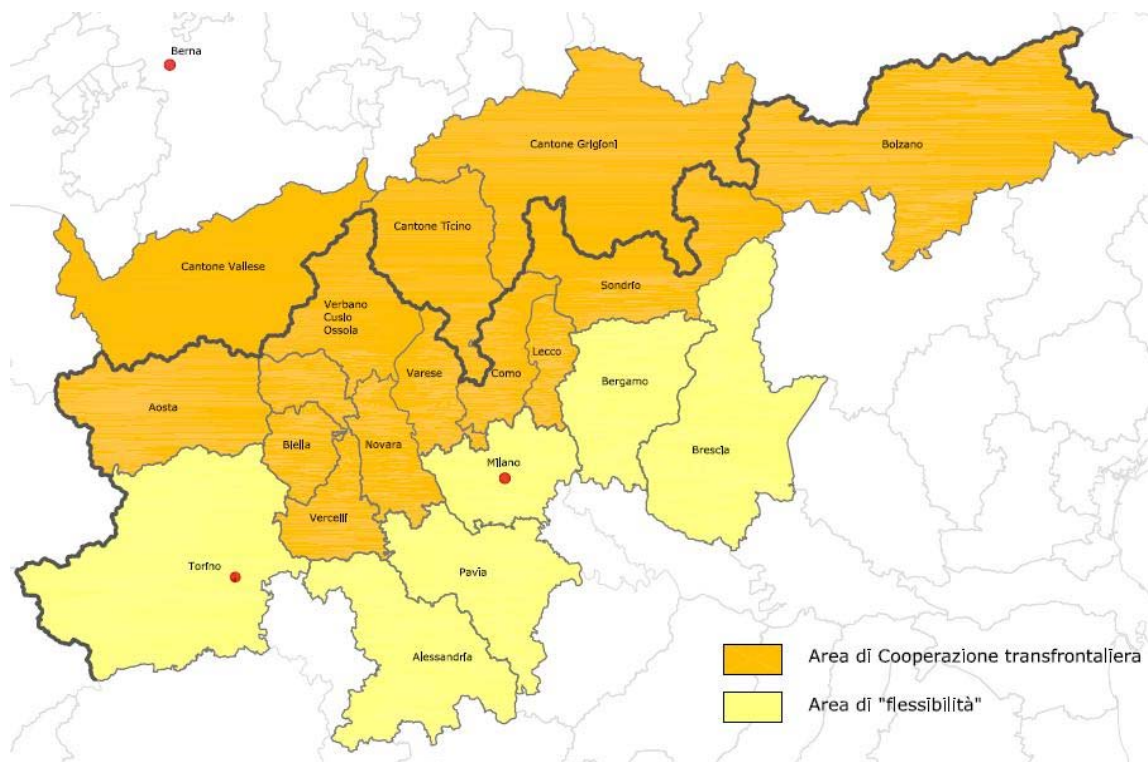 Berna
Cantone Grigioni
Bolzano
Cantone Ticino
Cantone Vallese
Sondrio
Verbano
Cusio
Ossola
Lecco
Varese
Como
Bergamo
Aosta
Biella
Novara
Brescia
Milano
Vercelli
Torino
Pavia
Alessandria
Area di Cooperazione transfrontaliera
Area di "flessibilità"